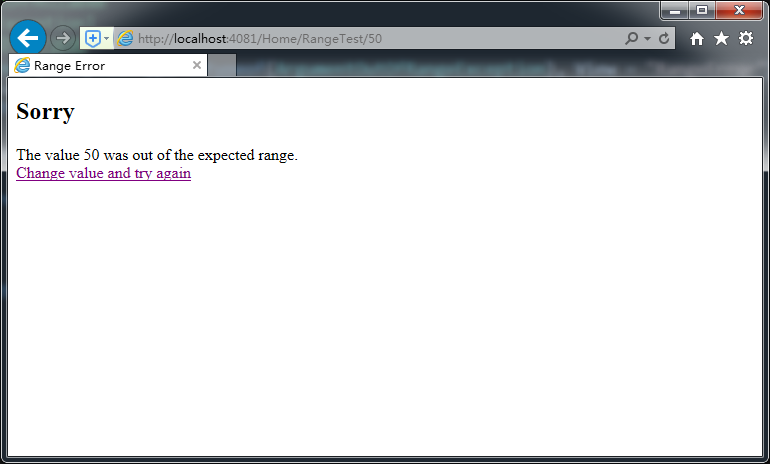 http://localhost:4081/Home/RangeTest/50
Range Error
Sorry
The value 50 was out of the expected range.
Change value and try again